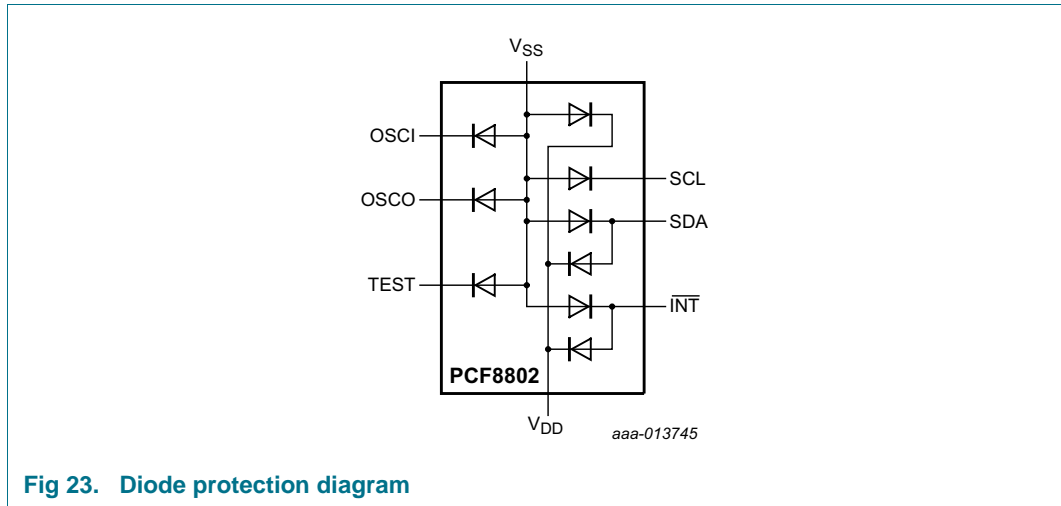 VSS
OSCI
OSCO
TEST
SCL
SDA
INT
PCF8802
VDD
aaa-013745
Fig 23. Diode protection diagram